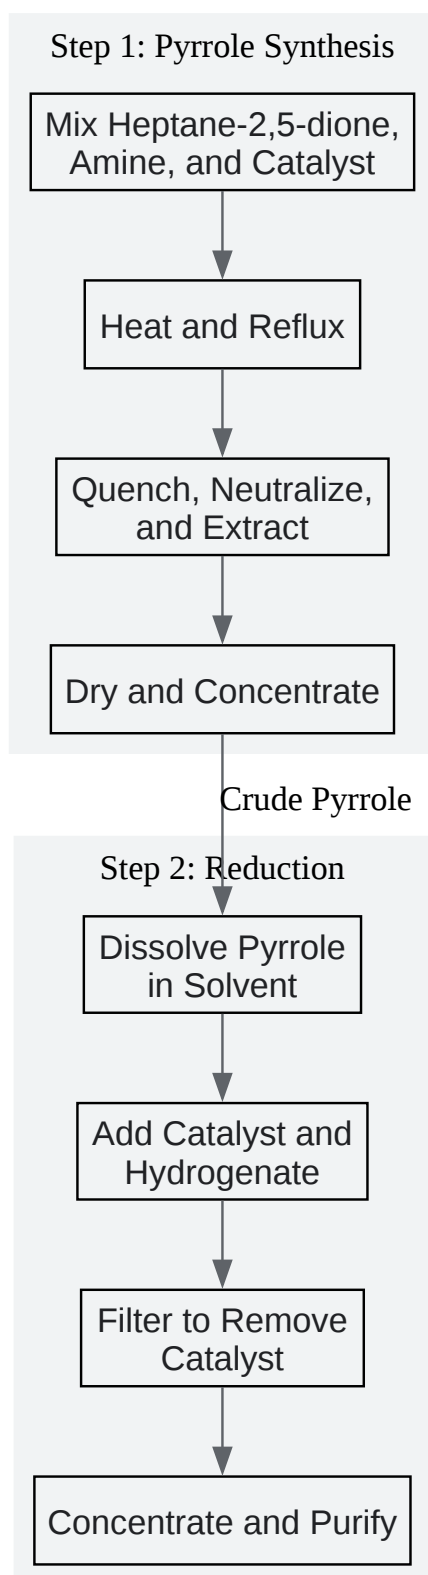 Step 1: Pyrrole Synthesis
Mix Heptane-2,5-dione,
Amine, and Catalyst
Heat and Reflux
Quench, Neutralize,
and Extract
Dry and Concentrate
Crude Pyrrole
Step 2: Reduction
Dissolve Pyrrole
in Solvent
Add Catalyst and
Hydrogenate
Filter to Remove
Catalyst
Concentrate and Purify